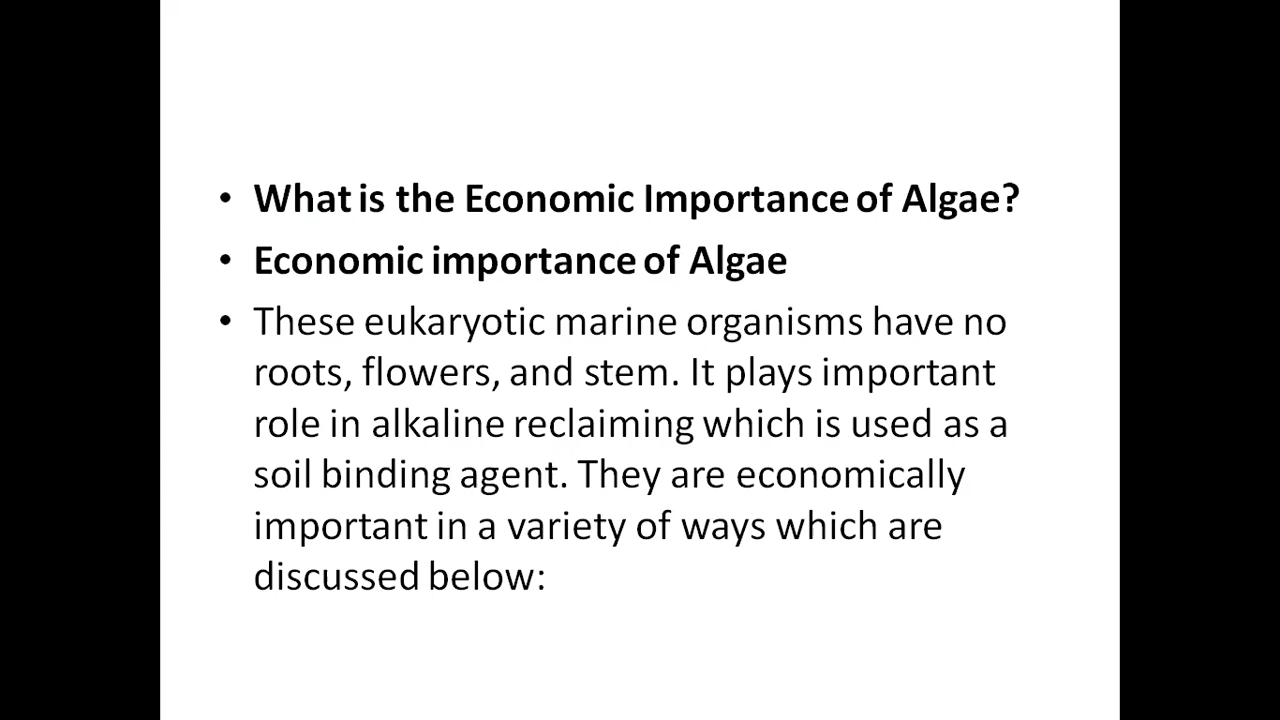 • What is the Economic Importance of Algae?
• Economic importance of Algae
• These eukaryotic marine organisms have no
roots, flowers, and stem. It plays important
role in alkaline reclaiming which is used as a
soil binding agent. They are economically
important in a variety of ways which are
discussed below: